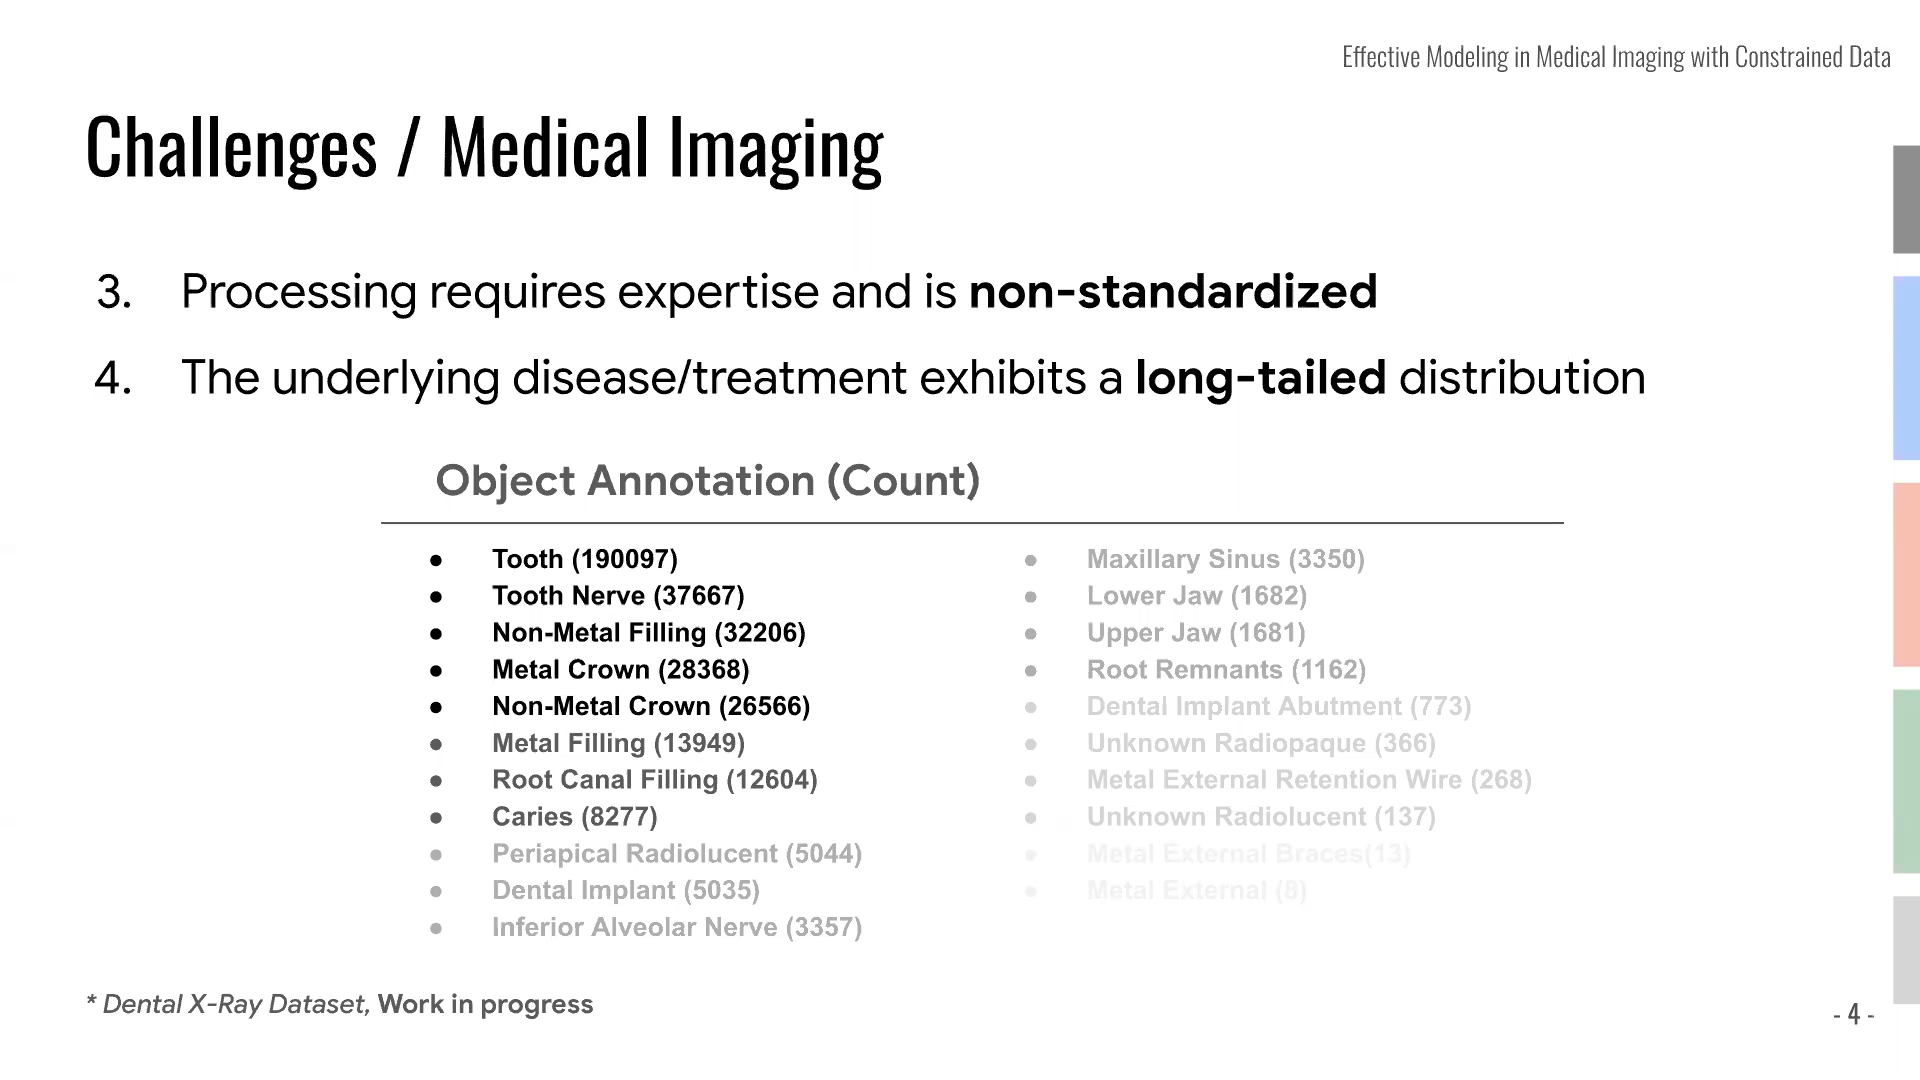 Effective Modeling in Medical Imaging with Constrained Data
Challenges / Medical Imaging
3. Processing requires expertise and is non-standardized
4. The underlying disease/treatment exhibits a long-tailed distribution
Object Annotation (Count)
● Tooth (190097)
● Tooth Nerve (37667)
● Non-Metal Filling (32206)
● Metal Crown (28368)
● Non-Metal Crown (26566)
● Metal Filling (13949)
● Root Canal Filling (12604)
● Caries (8277)
● Periapical Radiolucent (5044)
● Dental Implant (5035)
● Inferior Alveolar Nerve (3357)
● Maxillary Sinus (3350)
● Lower Jaw (1682)
● Upper Jaw (1681)
● Root Remnants (1162)
● Dental Implant Abutment (773)
● Unknown Radiopaque (366)
● Metal External Retention Wire (268)
● Unknown Radiolucent (137)
● Metal External Braces(13)
● Metal External (8)
* Dental X-Ray Dataset, Work in progress
- 4 -